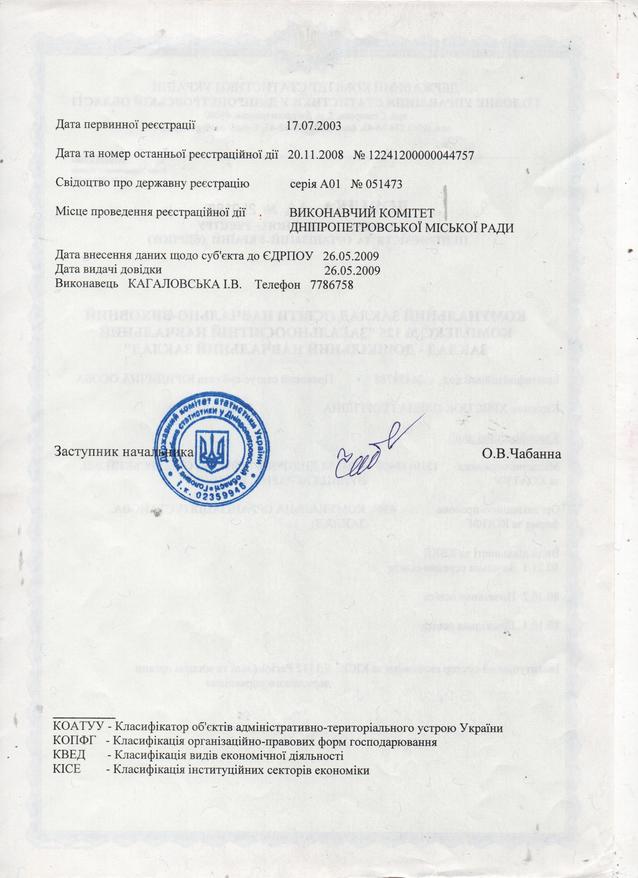 Дата первинної реєстрації 17.07.2003
Дата та номер останньої реєстраційної дії 20.11.2008 № 12241200000044757
Свідоцтво про державну реєстрацію серія А01 № 051473
Місце проведення реєстраційної дії . ВИКОНАВЧИЙ КОМІТЕТ
ДНІПРОПЕТРОВСЬКОЇ МІСЬКОЇ РАДИ
Дата внесення даних щодо суб'єкта до ЄДРПОУ 26.05.2009
Дата видачі довідки 26.05.2009
Виконавець КАГАЛОВСЬКА І.В. Телефон 7786758
Державний комітет статистики України
Головне управління статистики у Дніпропетровській області
і.к. 02359946
Заступник начальника О.В.Чабанна
КОАТУУ - Класифікатор об'єктів адміністративно-територіального устрою України
КОПФГ - Класифікація організаційно-правових форм господарювання
КВЕД - Класифікація видів економічної діяльності
КІСЕ - Класифікація інституційних секторів економіки